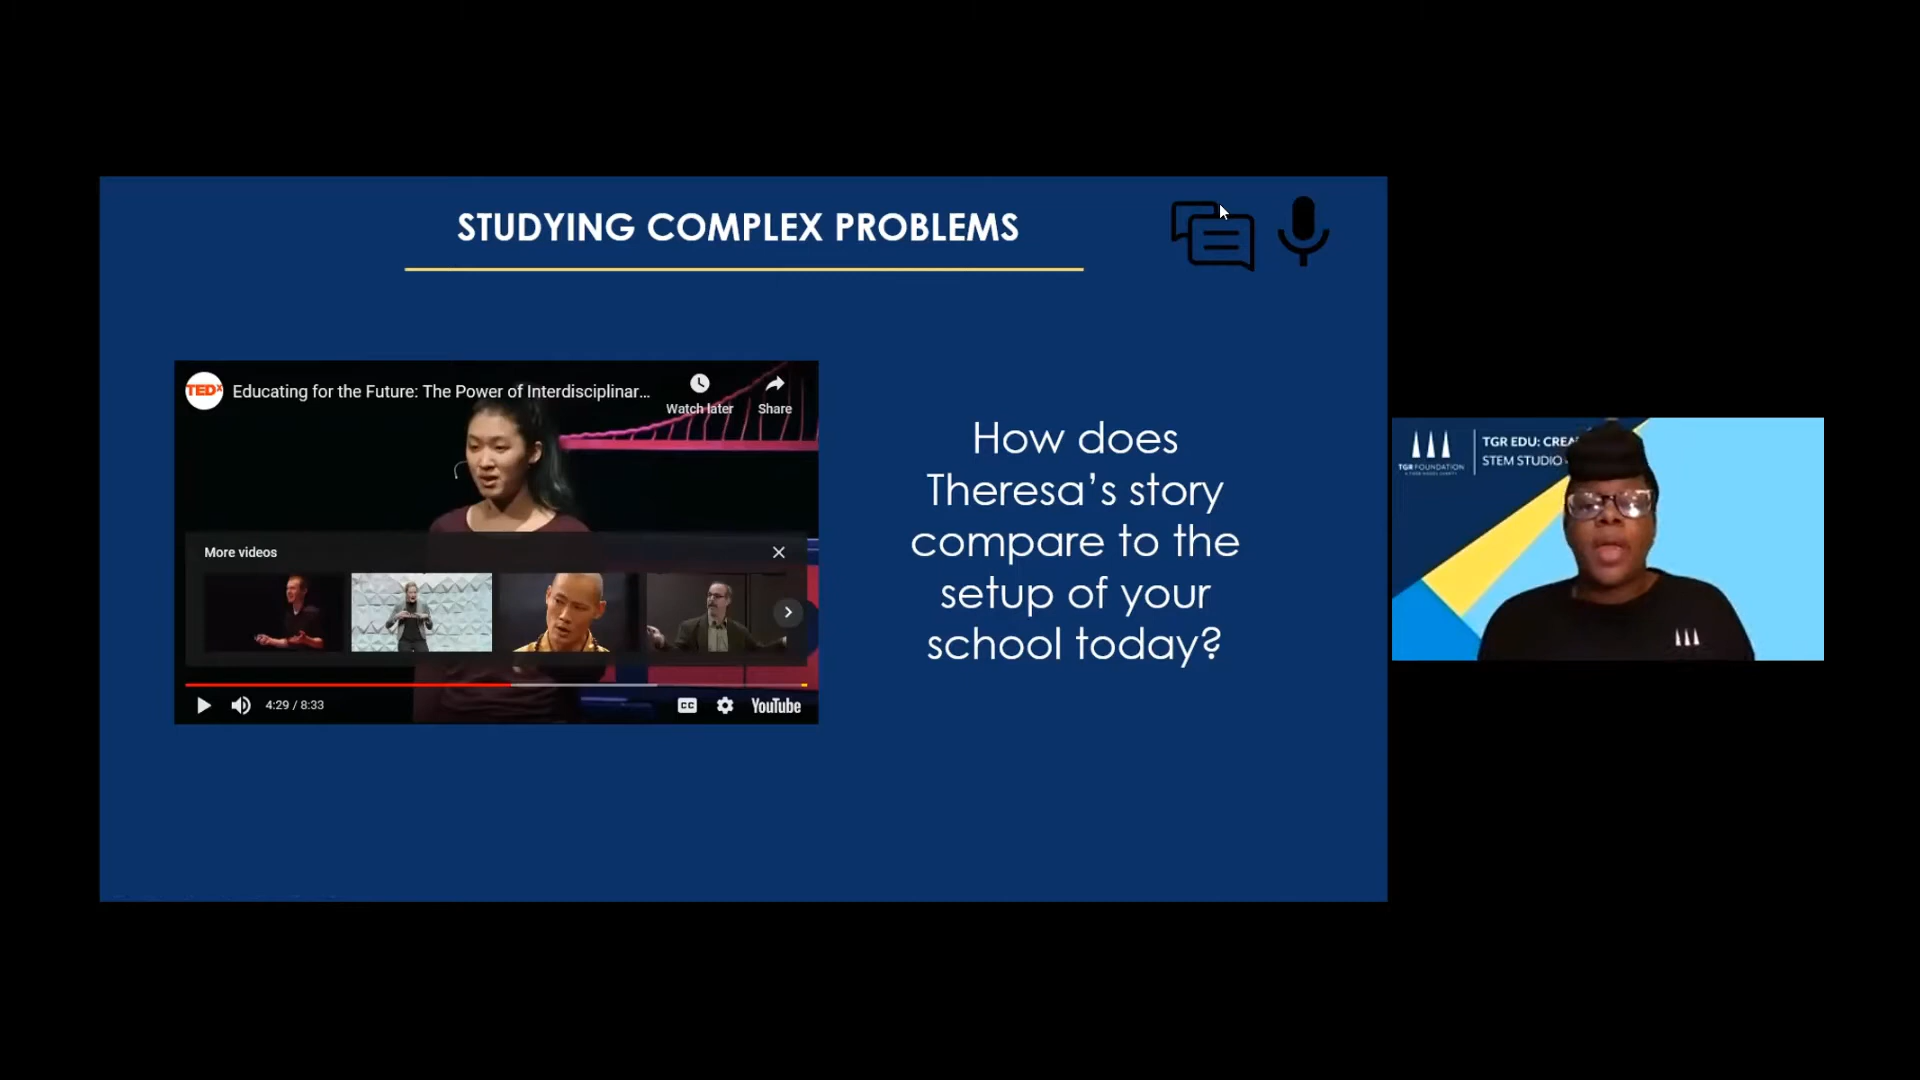 STUDYING COMPLEX PROBLEMS
TEDx
Educating for the Future: The Power of Interdisciplinar...
Watch later
Share
More videos
CC
4:29 / 8:33
YouTube
How does
Theresa’s story
compare to the
setup of your
school today?
TGR FOUNDATION
TGR EDU: CREA
STEM STUDIO